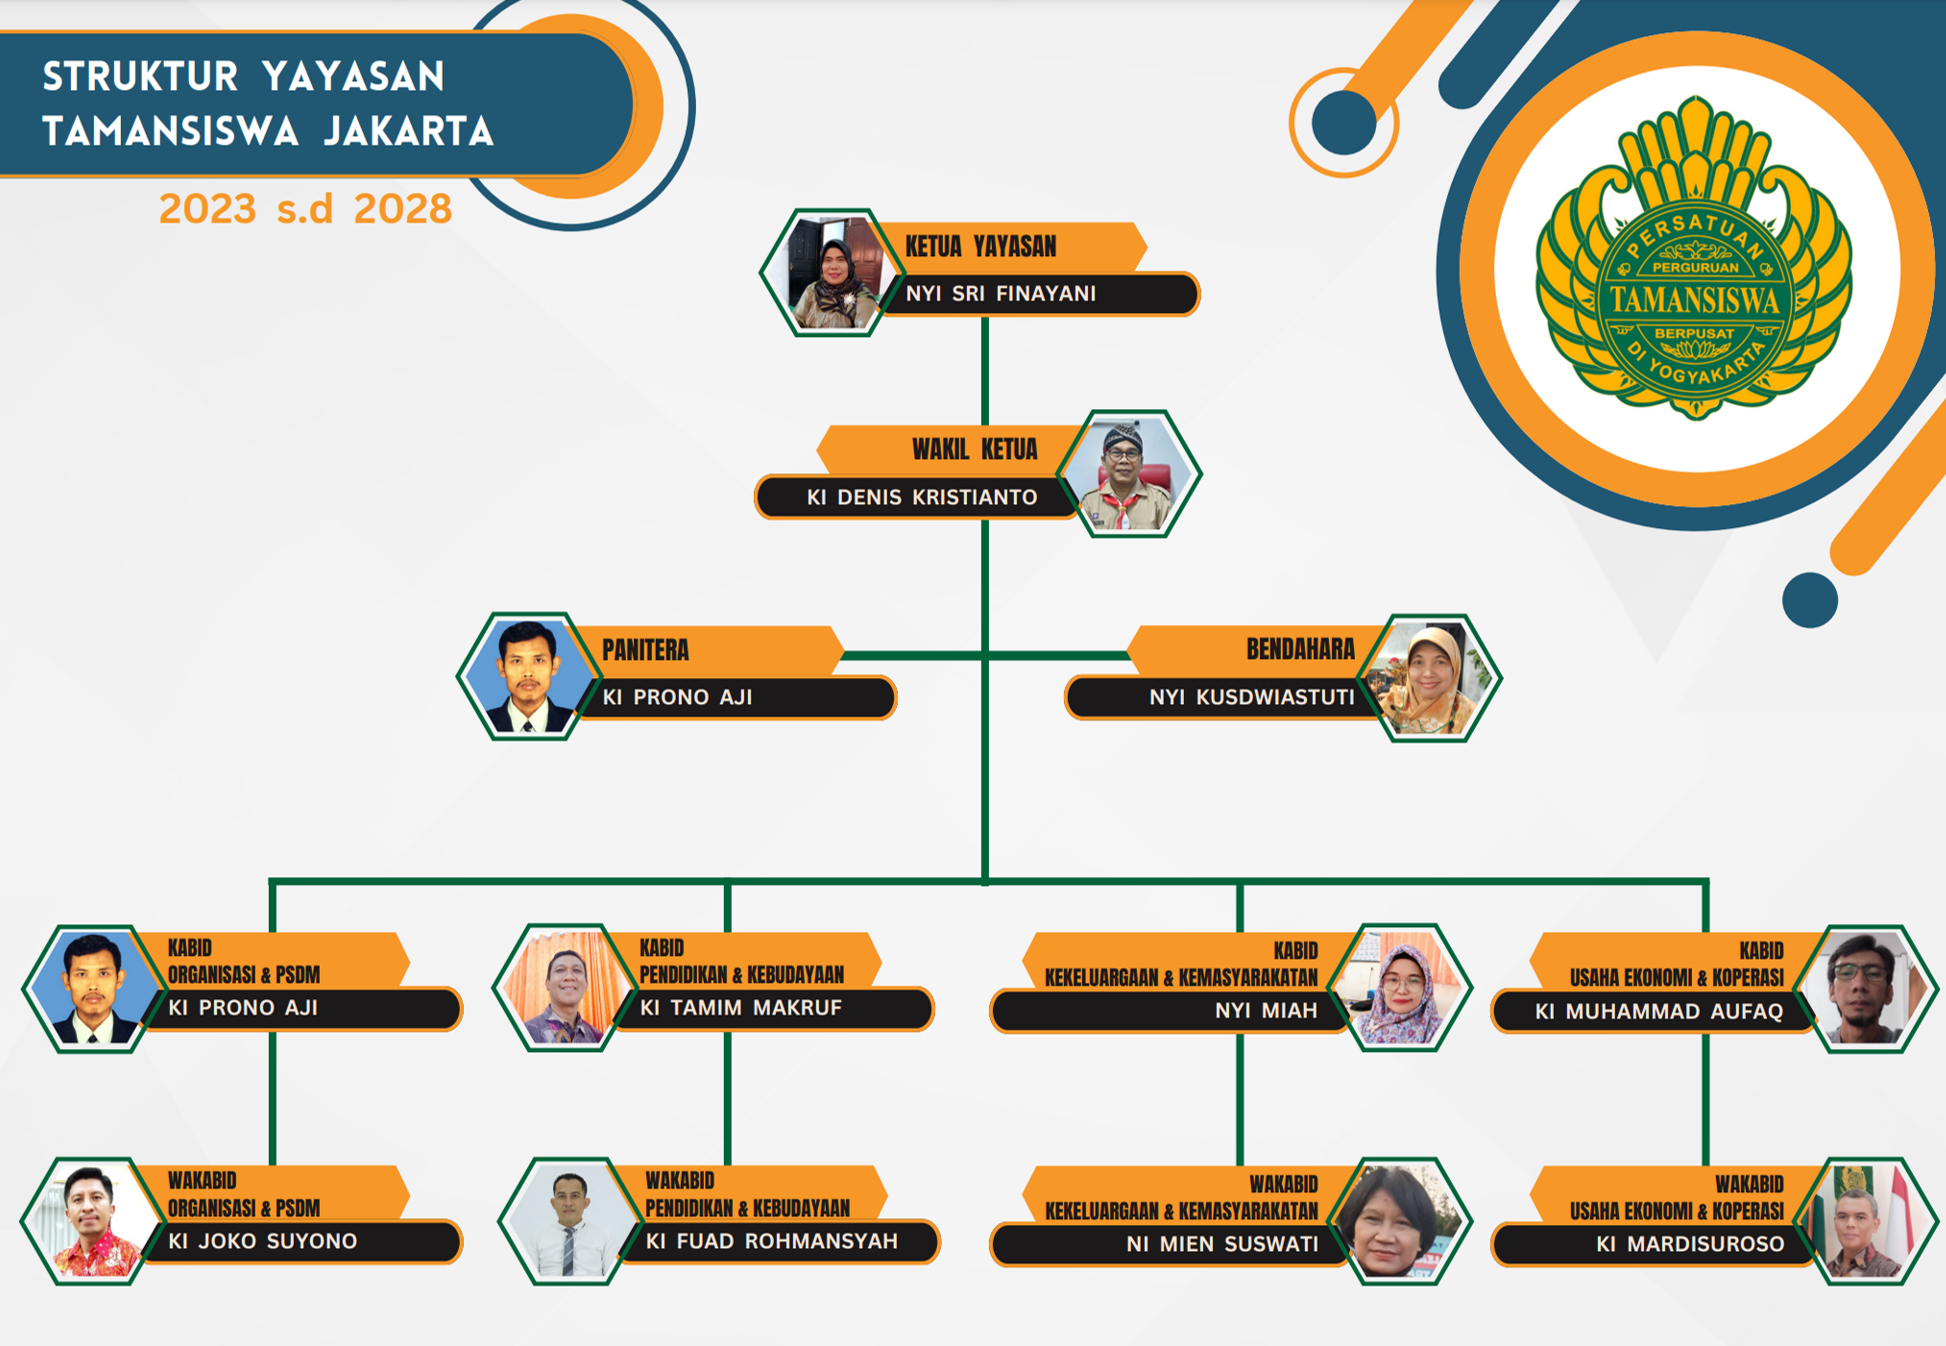 STRUKTUR YAYASAN
TAMANSISWA JAKARTA
2023 s.d 2028
PERSATUAN
PERGURUAN
TAMANSISWA
BERPUSAT
DI YOGYAKARTA
KETUA YAYASAN
NYI SRI FINAYANI
WAKIL KETUA
KI DENIS KRISTIANTO
PANITERA
KI PRONO AJI
BENDAHARA
NYI KUSDWIASTUTI
KABID
ORGANISASI & PSDM
KI PRONO AJI
KABID
PENDIDIKAN & KEBUDAYAAN
KI TAMIM MAKRUF
KABID
KEKELUARGAAN & KEMASYARAKATAN
NYI MIAH
KABID
USAHA EKONOMI & KOPERASI
KI MUHAMMAD AUFAQ
WAKABID
ORGANISASI & PSDM
KI JOKO SUYONO
WAKABID
PENDIDIKAN & KEBUDAYAAN
KI FUAD ROHMANSYAH
WAKABID
KEKELUARGAAN & KEMASYARAKATAN
NI MIEN SUSWATI
WAKABID
USAHA EKONOMI & KOPERASI
KI MARDISUROSO